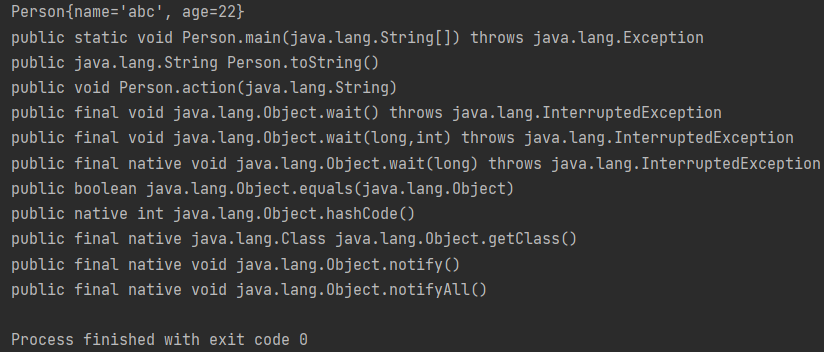 Person{name='abc', age=22}
public static void Person.main(java.lang.String[]) throws java.lang.Exception
public java.lang.String Person.toString()
public void Person.action(java.lang.String)
public final void java.lang.Object.wait() throws java.lang.InterruptedException
public final void java.lang.Object.wait(long,int) throws java.lang.InterruptedException
public final native void java.lang.Object.wait(long) throws java.lang.InterruptedException
public boolean java.lang.Object.equals(java.lang.Object)
public native int java.lang.Object.hashCode()
public final native java.lang.Class java.lang.Object.getClass()
public final native void java.lang.Object.notify()
public final native void java.lang.Object.notifyAll()
Process finished with exit code 0